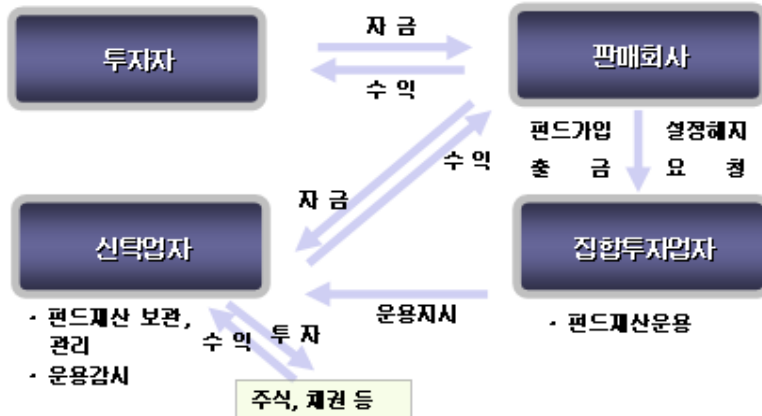 자 금
투자자
판매회사
수 익
펀드가입 설정해지
출 금 요 청
수 익
자 금
신탁업자
집합투자업자
운용지시
· 펀드재산 보관,
관리
· 운용감시
수 익
투 자
· 펀드재산운용
주식, 채권 등